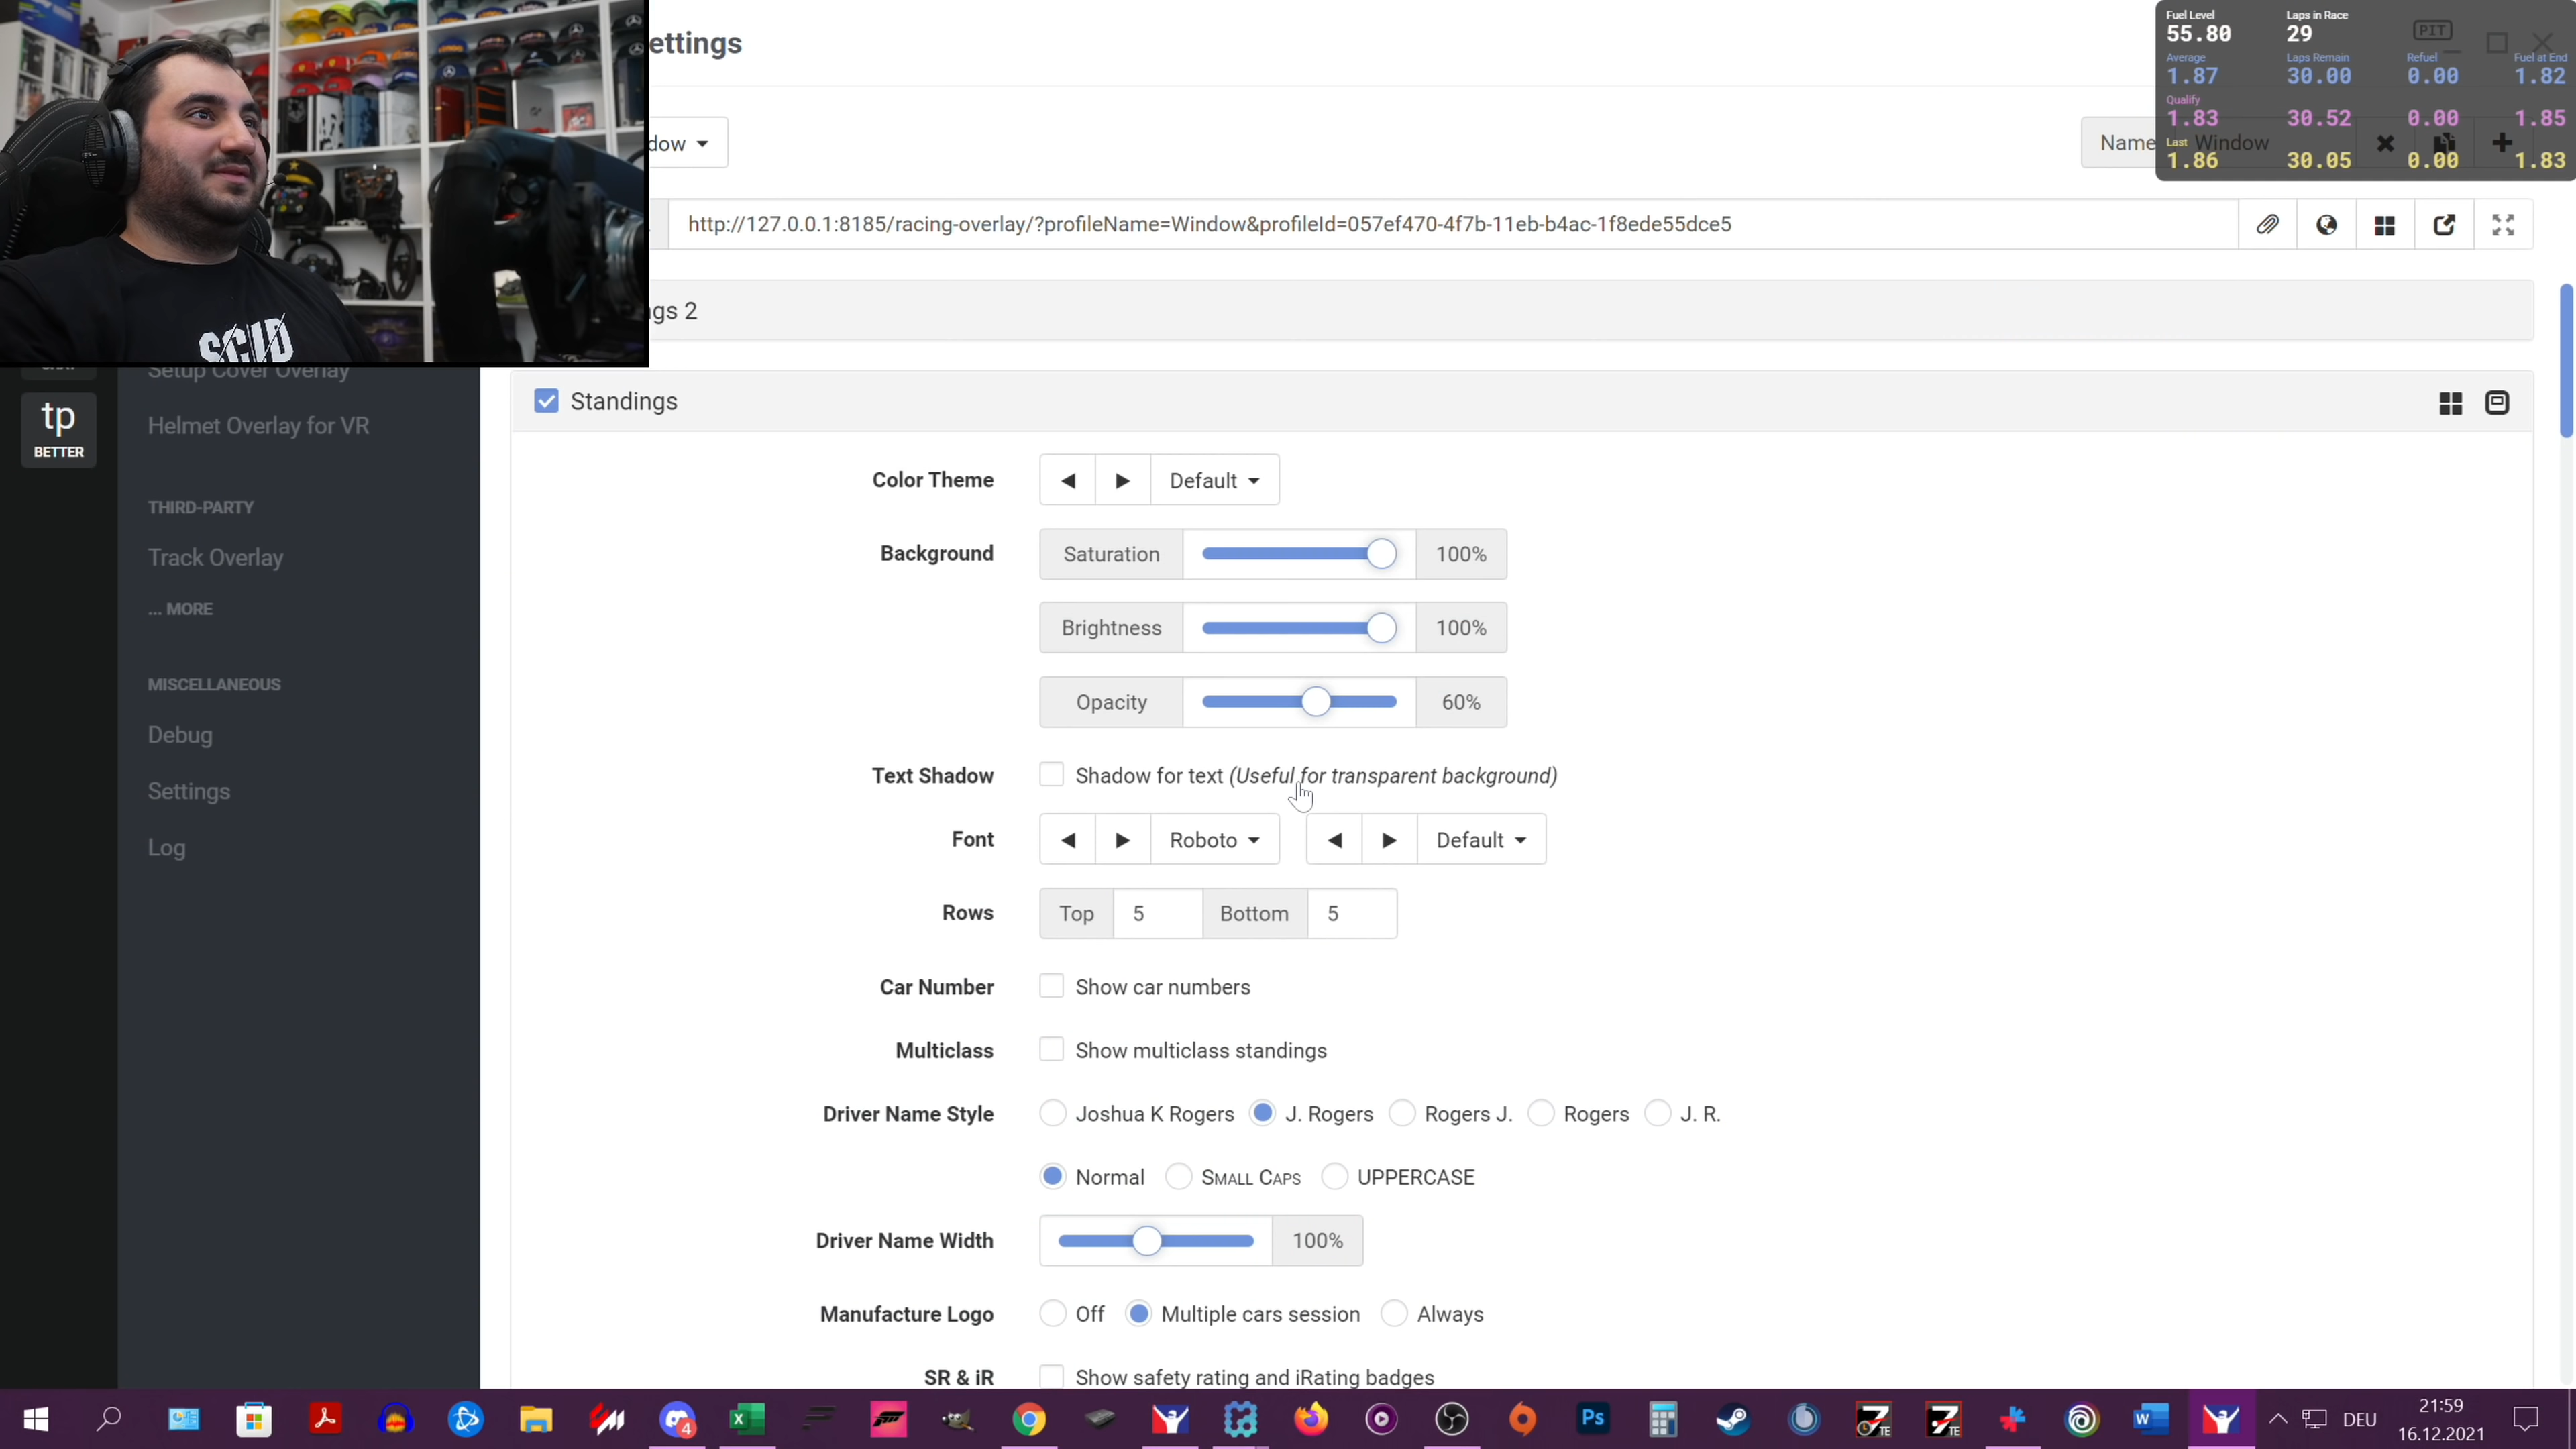 ettings
Fuel Level
Laps in Race
55.80
29
PIT
Average
Laps Remain
Refuel
Fuel at End
1.87
30.00
0.00
1.82
Qualify
1.83
30.52
0.00
1.85
Last
1.86
30.05
0.00
1.83
dow
Name
Window
http://127.0.0.1:8185/racing-overlay/?profileName=Window&profileId=057ef470-4f7b-11eb-b4ac-1f8ede55dce5
ngs 2
SCID
Setup Cover Overlay
tp
BETTER
Helmet Overlay for VR
THIRD-PARTY
Track Overlay
... MORE
MISCELLANEOUS
Debug
Settings
Log
Standings
Color Theme
Default
Background
Saturation
100%
Brightness
100%
Opacity
60%
Text Shadow
Shadow for text (Useful for transparent background)
Font
Roboto
Default
Rows
Top
5
Bottom
5
Car Number
Show car numbers
Multiclass
Show multiclass standings
Driver Name Style
Joshua K Rogers
J. Rogers
Rogers J.
Rogers
J. R.
Normal
SMALL CAPS
UPPERCASE
Driver Name Width
100%
Manufacture Logo
Off
Multiple cars session
Always
SR & iR
Show safety rating and iRating badges
4
X
Ps
7
TE
7
TE
W
DEU
21:59
16.12.2021